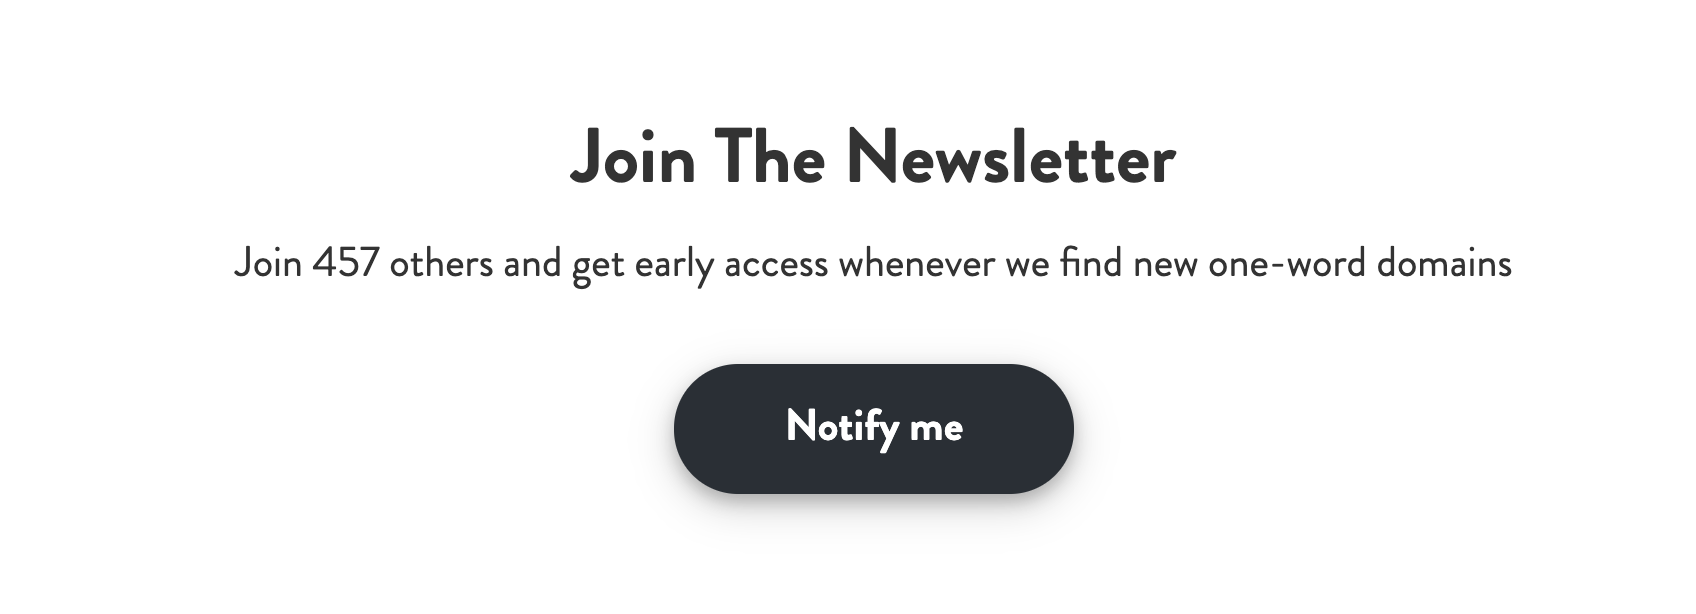 Join The Newsletter
Join 457 others and get early access whenever we find new one-word domains
Notify me